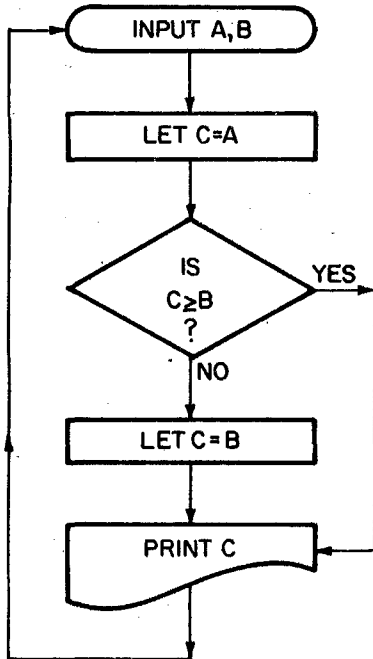 INPUT A,B
LET C=A
IS
C≥B
?
YES
NO
LET C=B
PRINT C